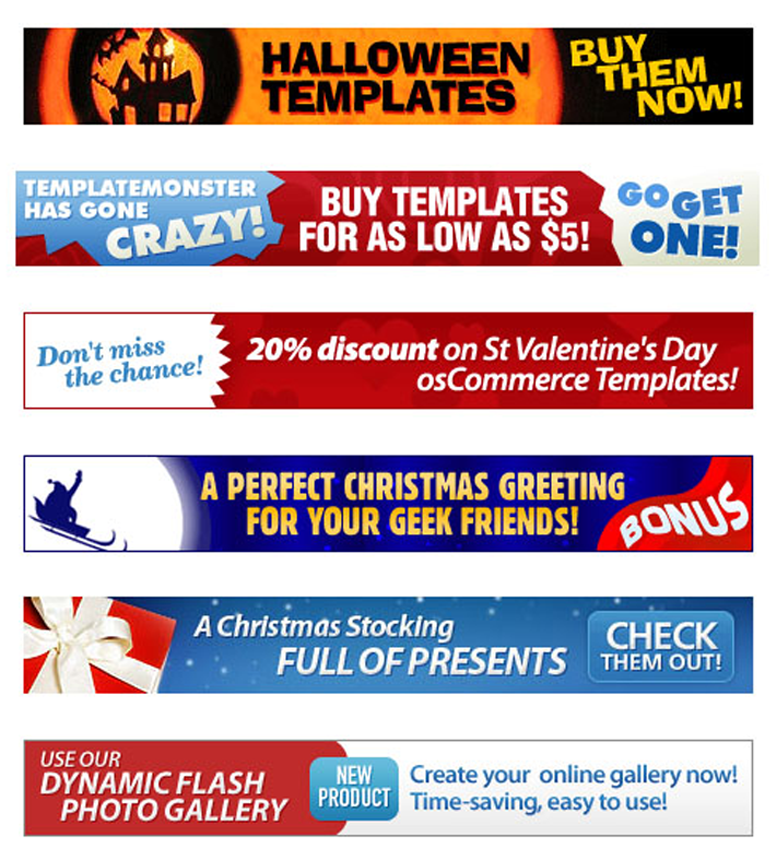 HALLOWEEN
TEMPLATES
BUY
THEM
NOW!
TEMPLATEMONSTER
HAS GONE
CRAZY!
BUY TEMPLATES
FOR AS LOW AS $5!
GO GET
ONE!
Don't miss
the chance!
20% discount on St Valentine's Day
osCommerce Templates!
A PERFECT CHRISTMAS GREETING
FOR YOUR GEEK FRIENDS!
BONUS
A Christmas Stocking
FULL OF PRESENTS
CHECK
THEM OUT!
USE OUR
DYNAMIC FLASH
PHOTO GALLERY
NEW
PRODUCT
Create your online gallery now!
Time-saving, easy to use!